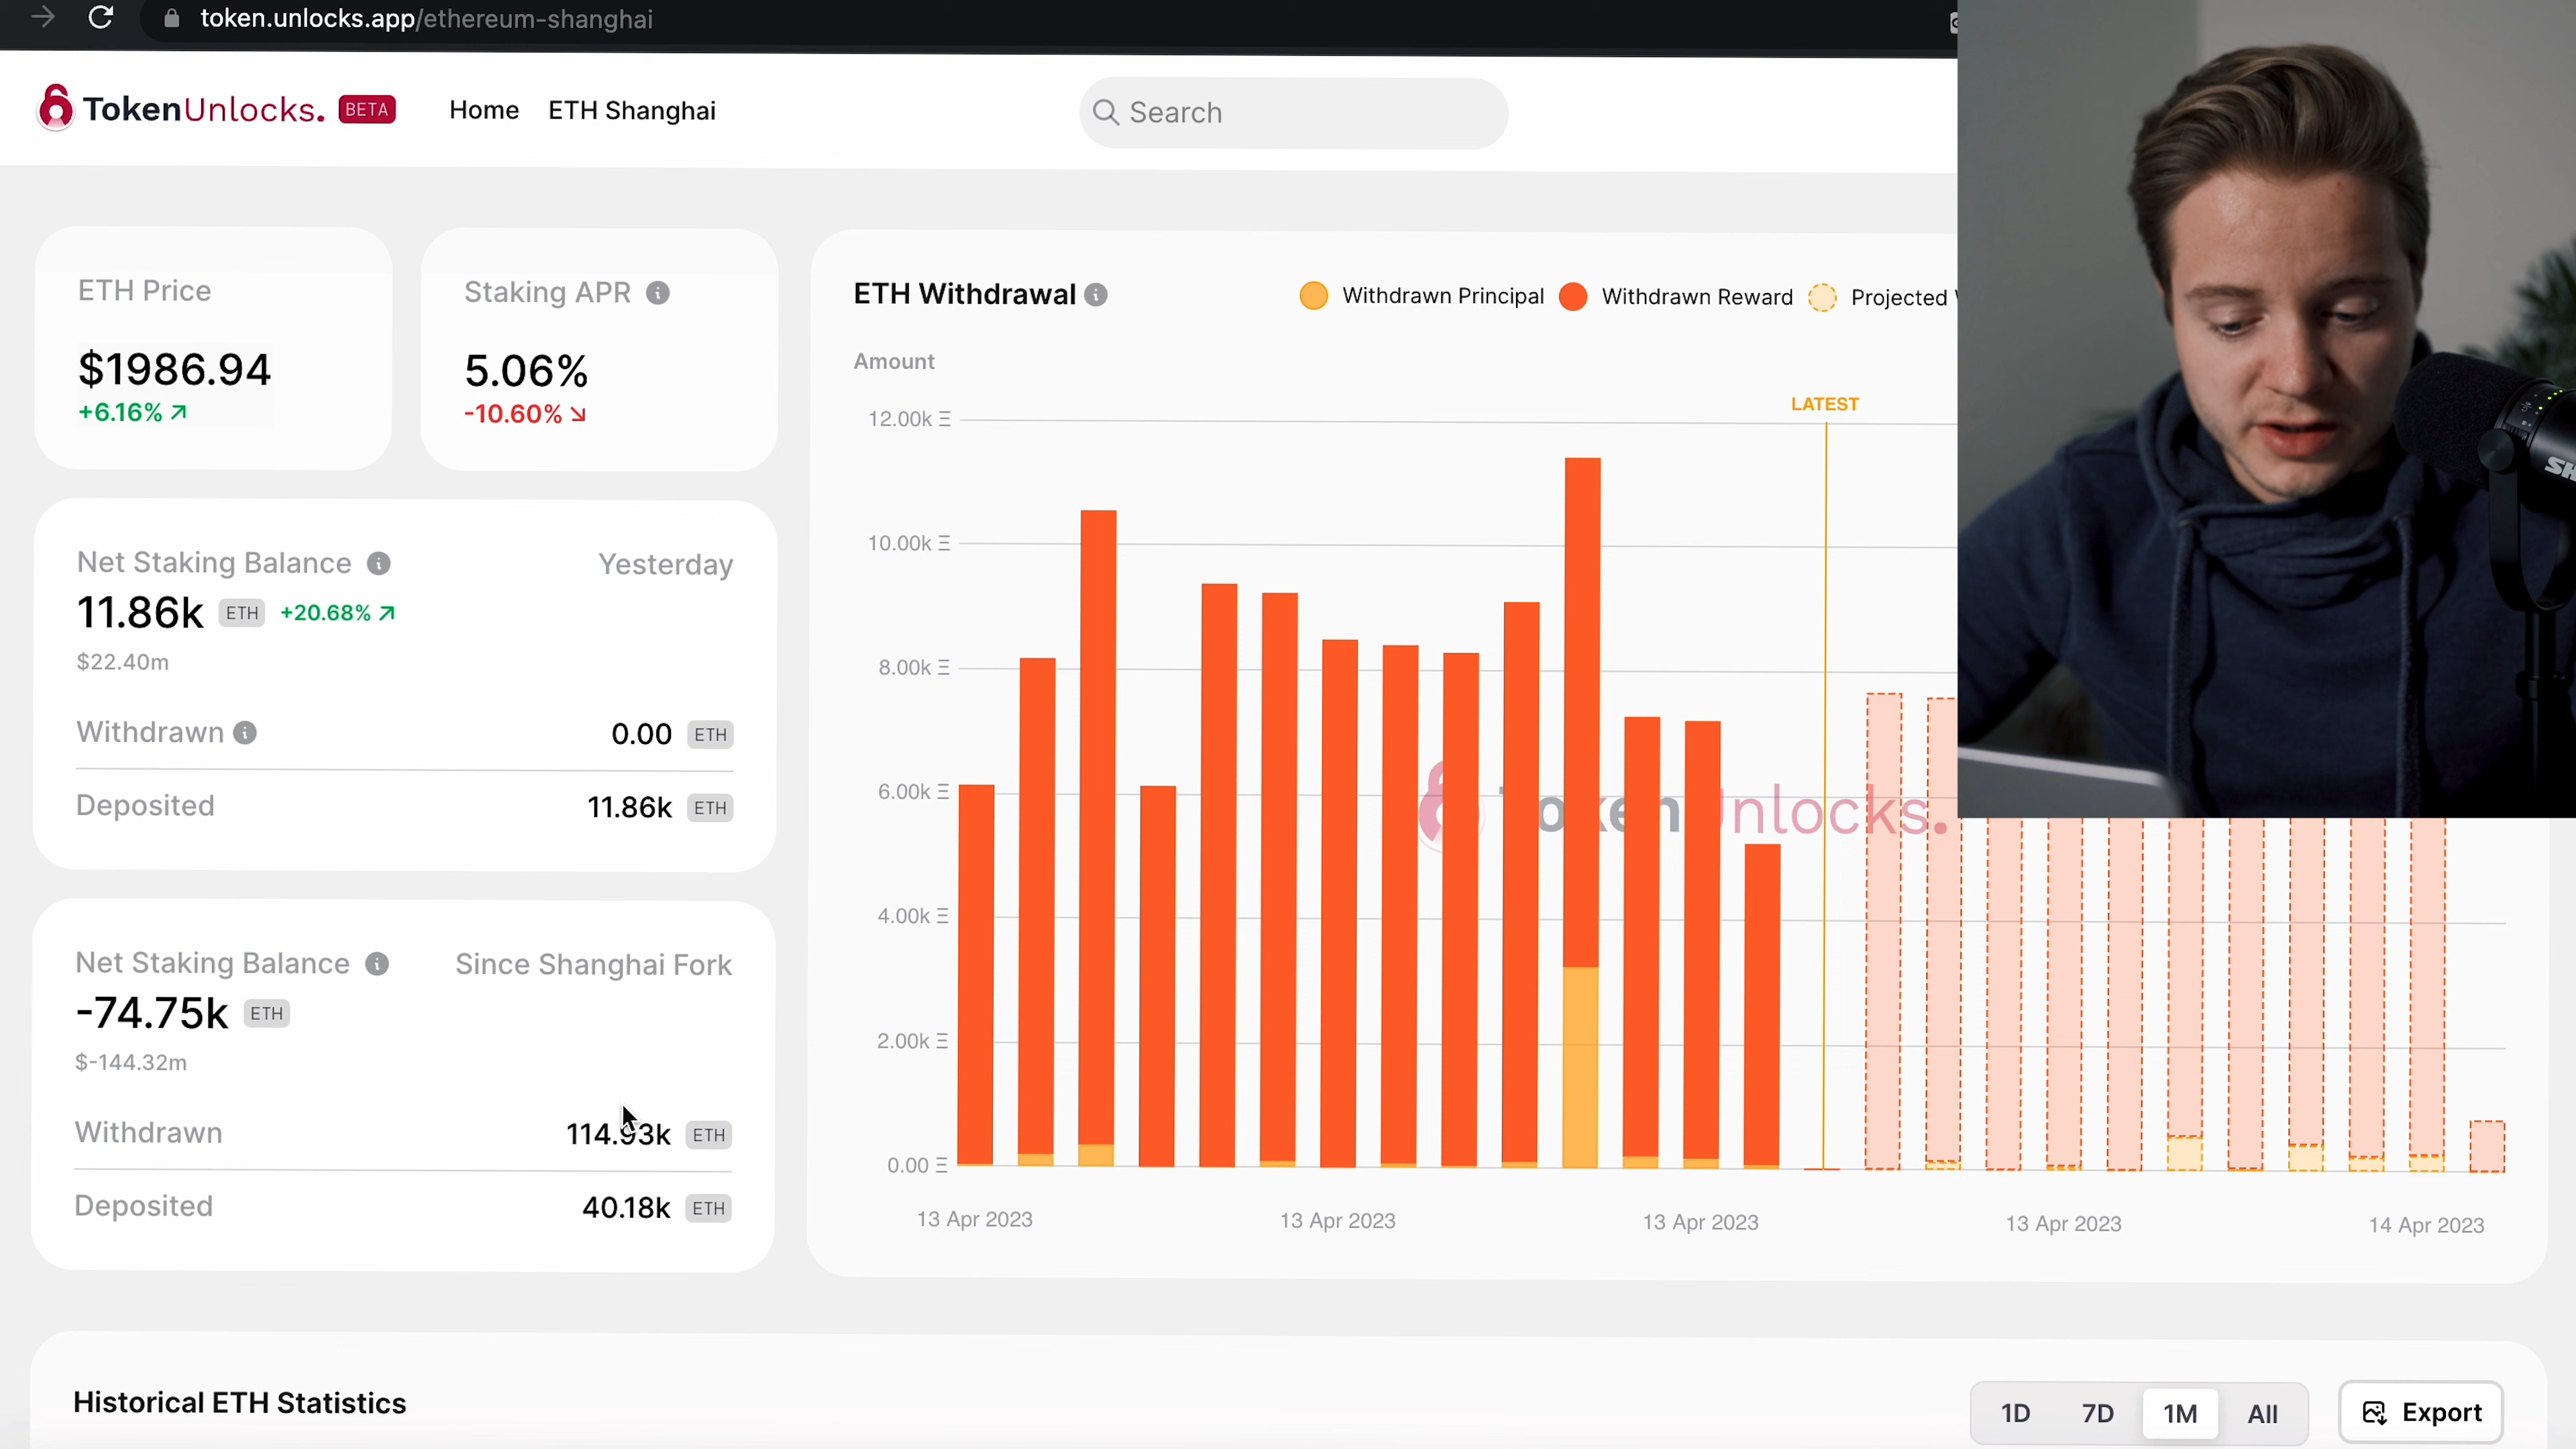 token.unlocks.app/ethereum-shanghai
TokenUnlocks. BETA
Home
ETH Shanghai
Search
ETH Price
$1986.94
+6.16%
Staking APR
5.06%
-10.60%
Net Staking Balance
Yesterday
11.86k ETH +20.68%
$22.40m
Withdrawn
0.00 ETH
Deposited
11.86k ETH
Net Staking Balance
Since Shanghai Fork
-74.75k ETH
$-144.32m
Withdrawn
114.93k ETH
Deposited
40.18k ETH
ETH Withdrawal
Withdrawn Principal
Withdrawn Reward
Projected
Amount
LATEST
12.00k Ξ
10.00k Ξ
8.00k Ξ
6.00k Ξ
4.00k Ξ
2.00k Ξ
0.00 Ξ
TokenUnlocks.
13 Apr 2023
13 Apr 2023
13 Apr 2023
13 Apr 2023
14 Apr 2023
Historical ETH Statistics
1D
7D
1M
All
Export